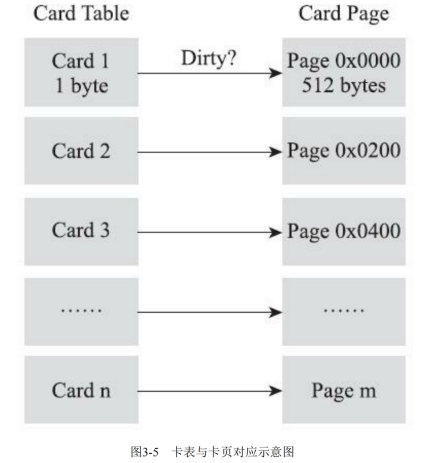 Card Table Card Page
Card 1
1 byte
Dirty?
Page 0x0000
512 bytes
Card 2
Page 0x0200
Card 3
Page 0x0400
……
……
Card n
Page m
图3-5 卡表与卡页对应示意图